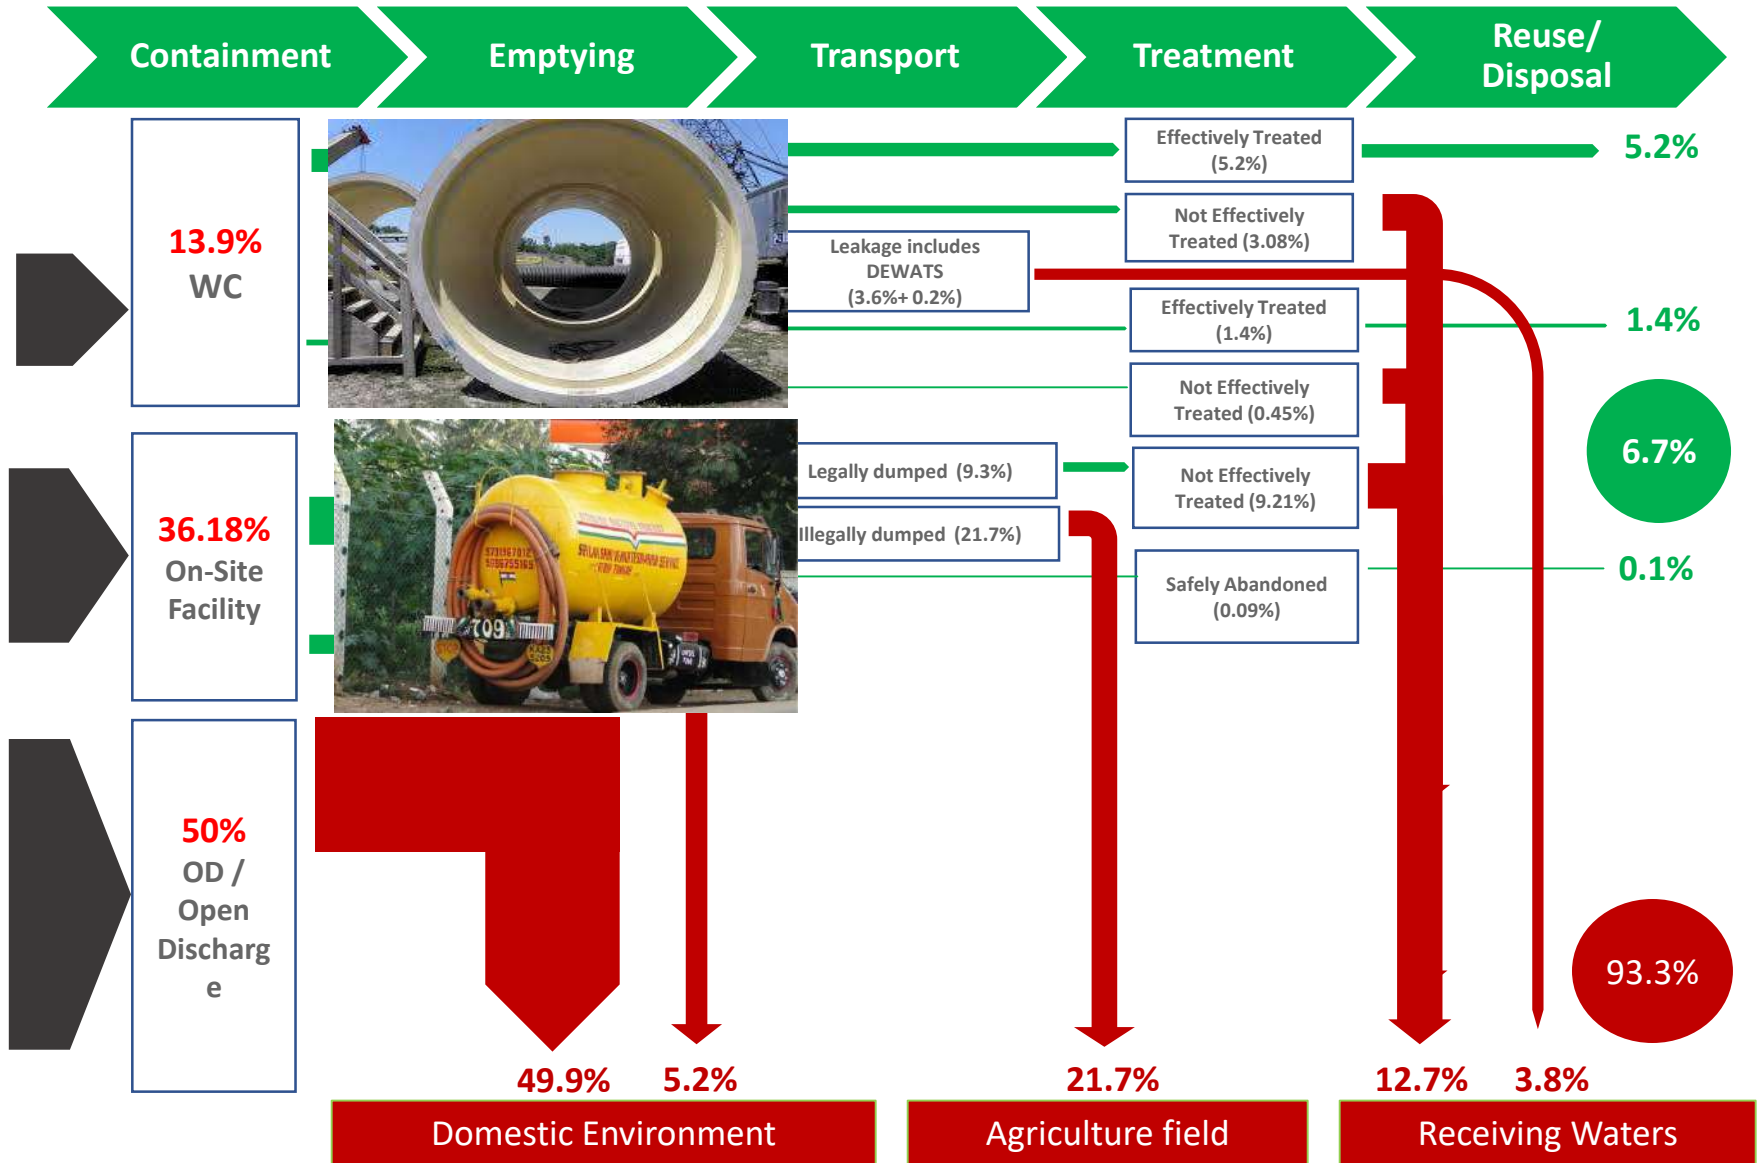 Containment
Emptying
Transport
Treatment
Reuse/
Disposal
13.9%
WC
Effectively Treated
(5.2%)
5.2%
Not Effectively
Treated (3.08%)
Leakage includes
DEWATS
(3.6%+ 0.2%)
Effectively Treated
(1.4%)
1.4%
Not Effectively
Treated (0.45%)
6.7%
36.18%
On-Site
Facility
Legally dumped (9.3%)
Not Effectively
Treated (9.21%)
Illegally dumped (21.7%)
Safely Abandoned
(0.09%)
0.1%
709
STOP
50%
OD /
Open
Discharg
e
93.3%
49.9%
5.2%
21.7%
12.7%
3.8%
Domestic Environment
Agriculture field
Receiving Waters